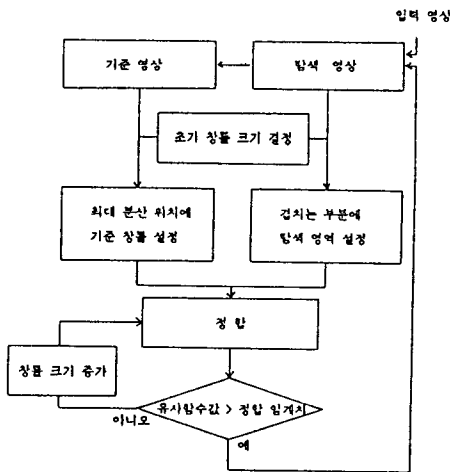 입력 영상
기준 영상
탐색 영상
초기 창틀 크기 결정
최대 분산 위치에
기준 창틀 설정
겹치는 부분에
탐색 영역 설정
정 합
창틀 크기 증가
유사함수값 > 정합 임계치
아니오
예